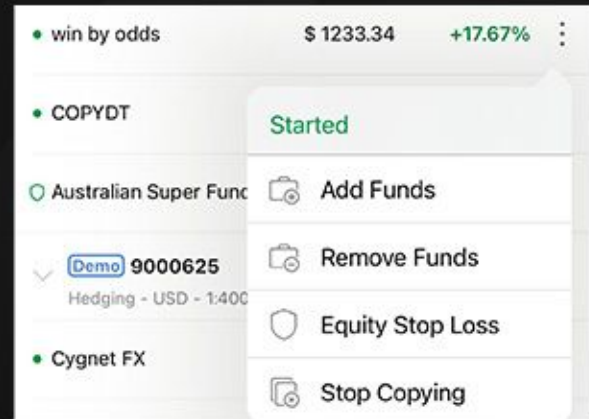 win by odds $ 1233.34 +17.67%
COPYDT
Started
Australian Super Func
Add Funds
Demo 9000625
Hedging - USD - 1:400
Remove Funds
Equity Stop Loss
Cygnet FX
Stop Copying